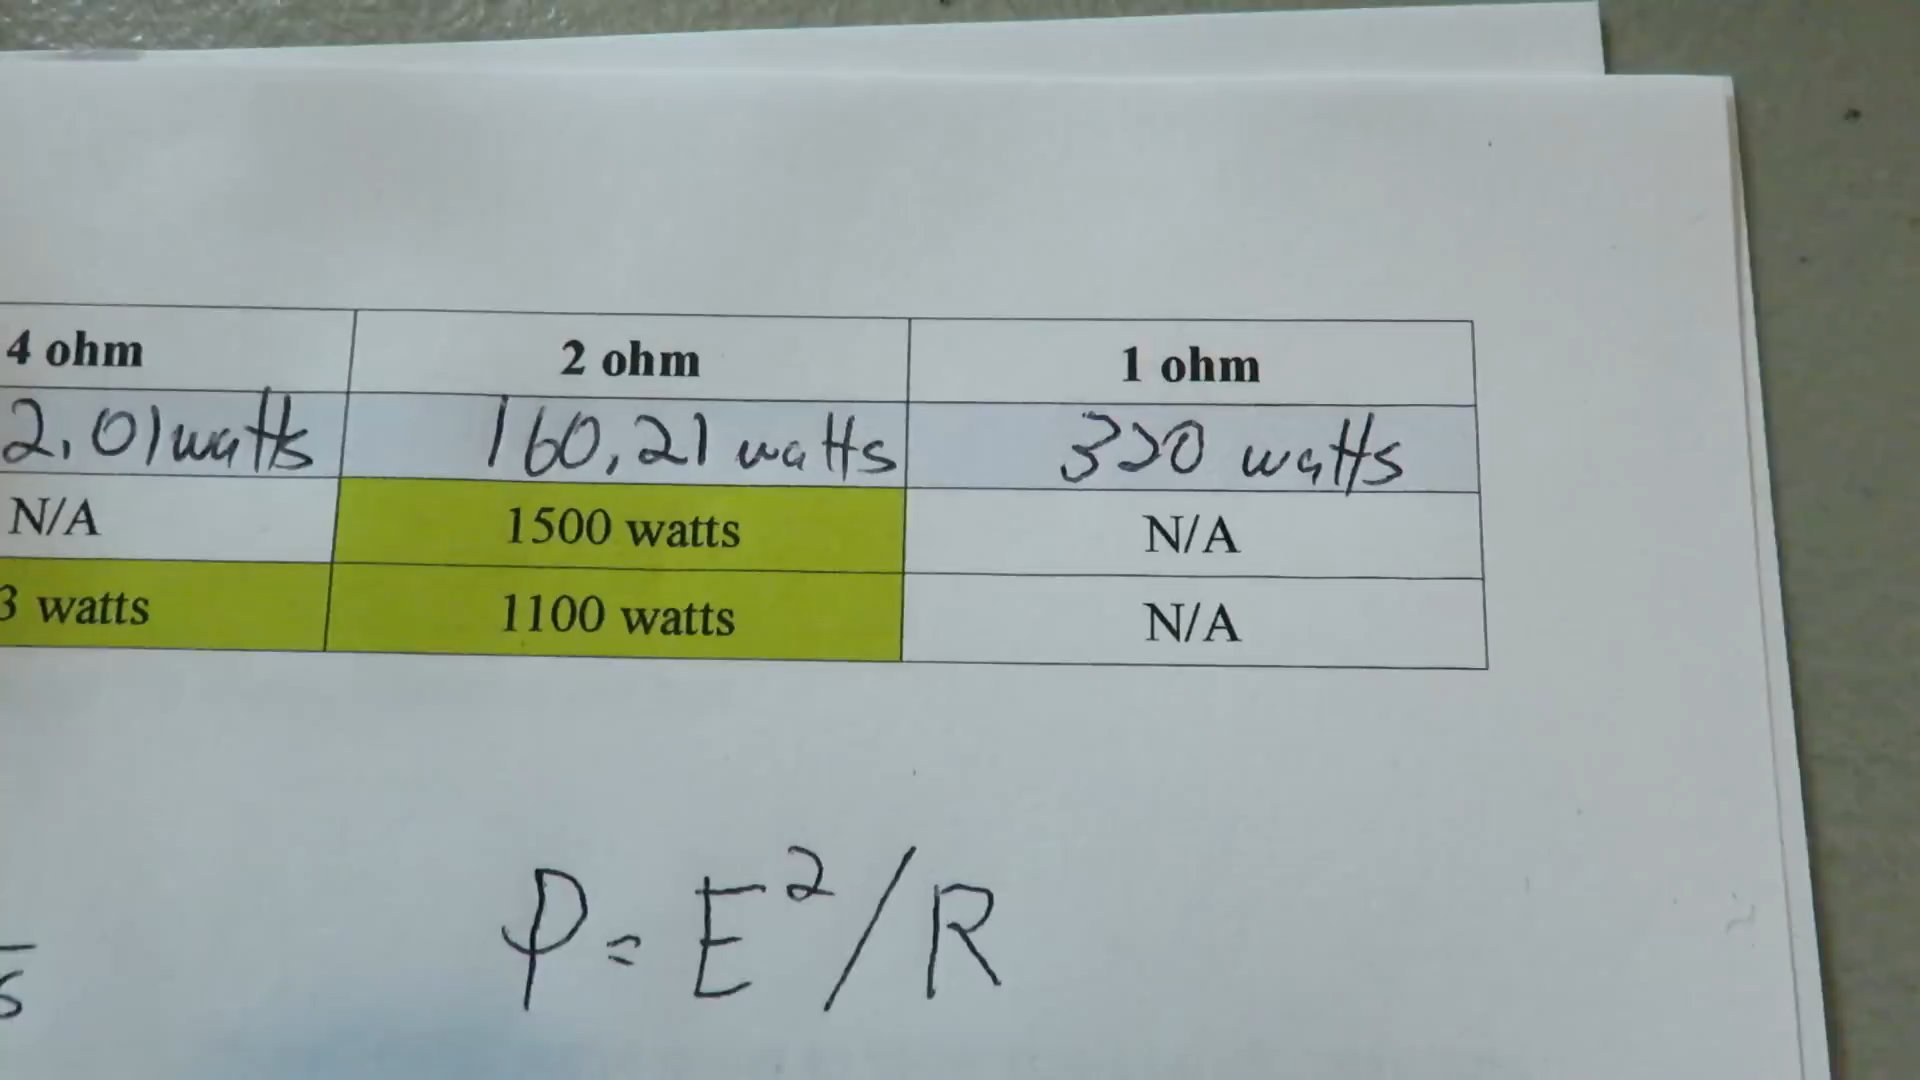 4 ohm 2 ohm 1 ohm
2.01 watts 160.21 watts 320 watts
N/A 1500 watts N/A
3 watts 1100 watts N/A
P=E²/R
s